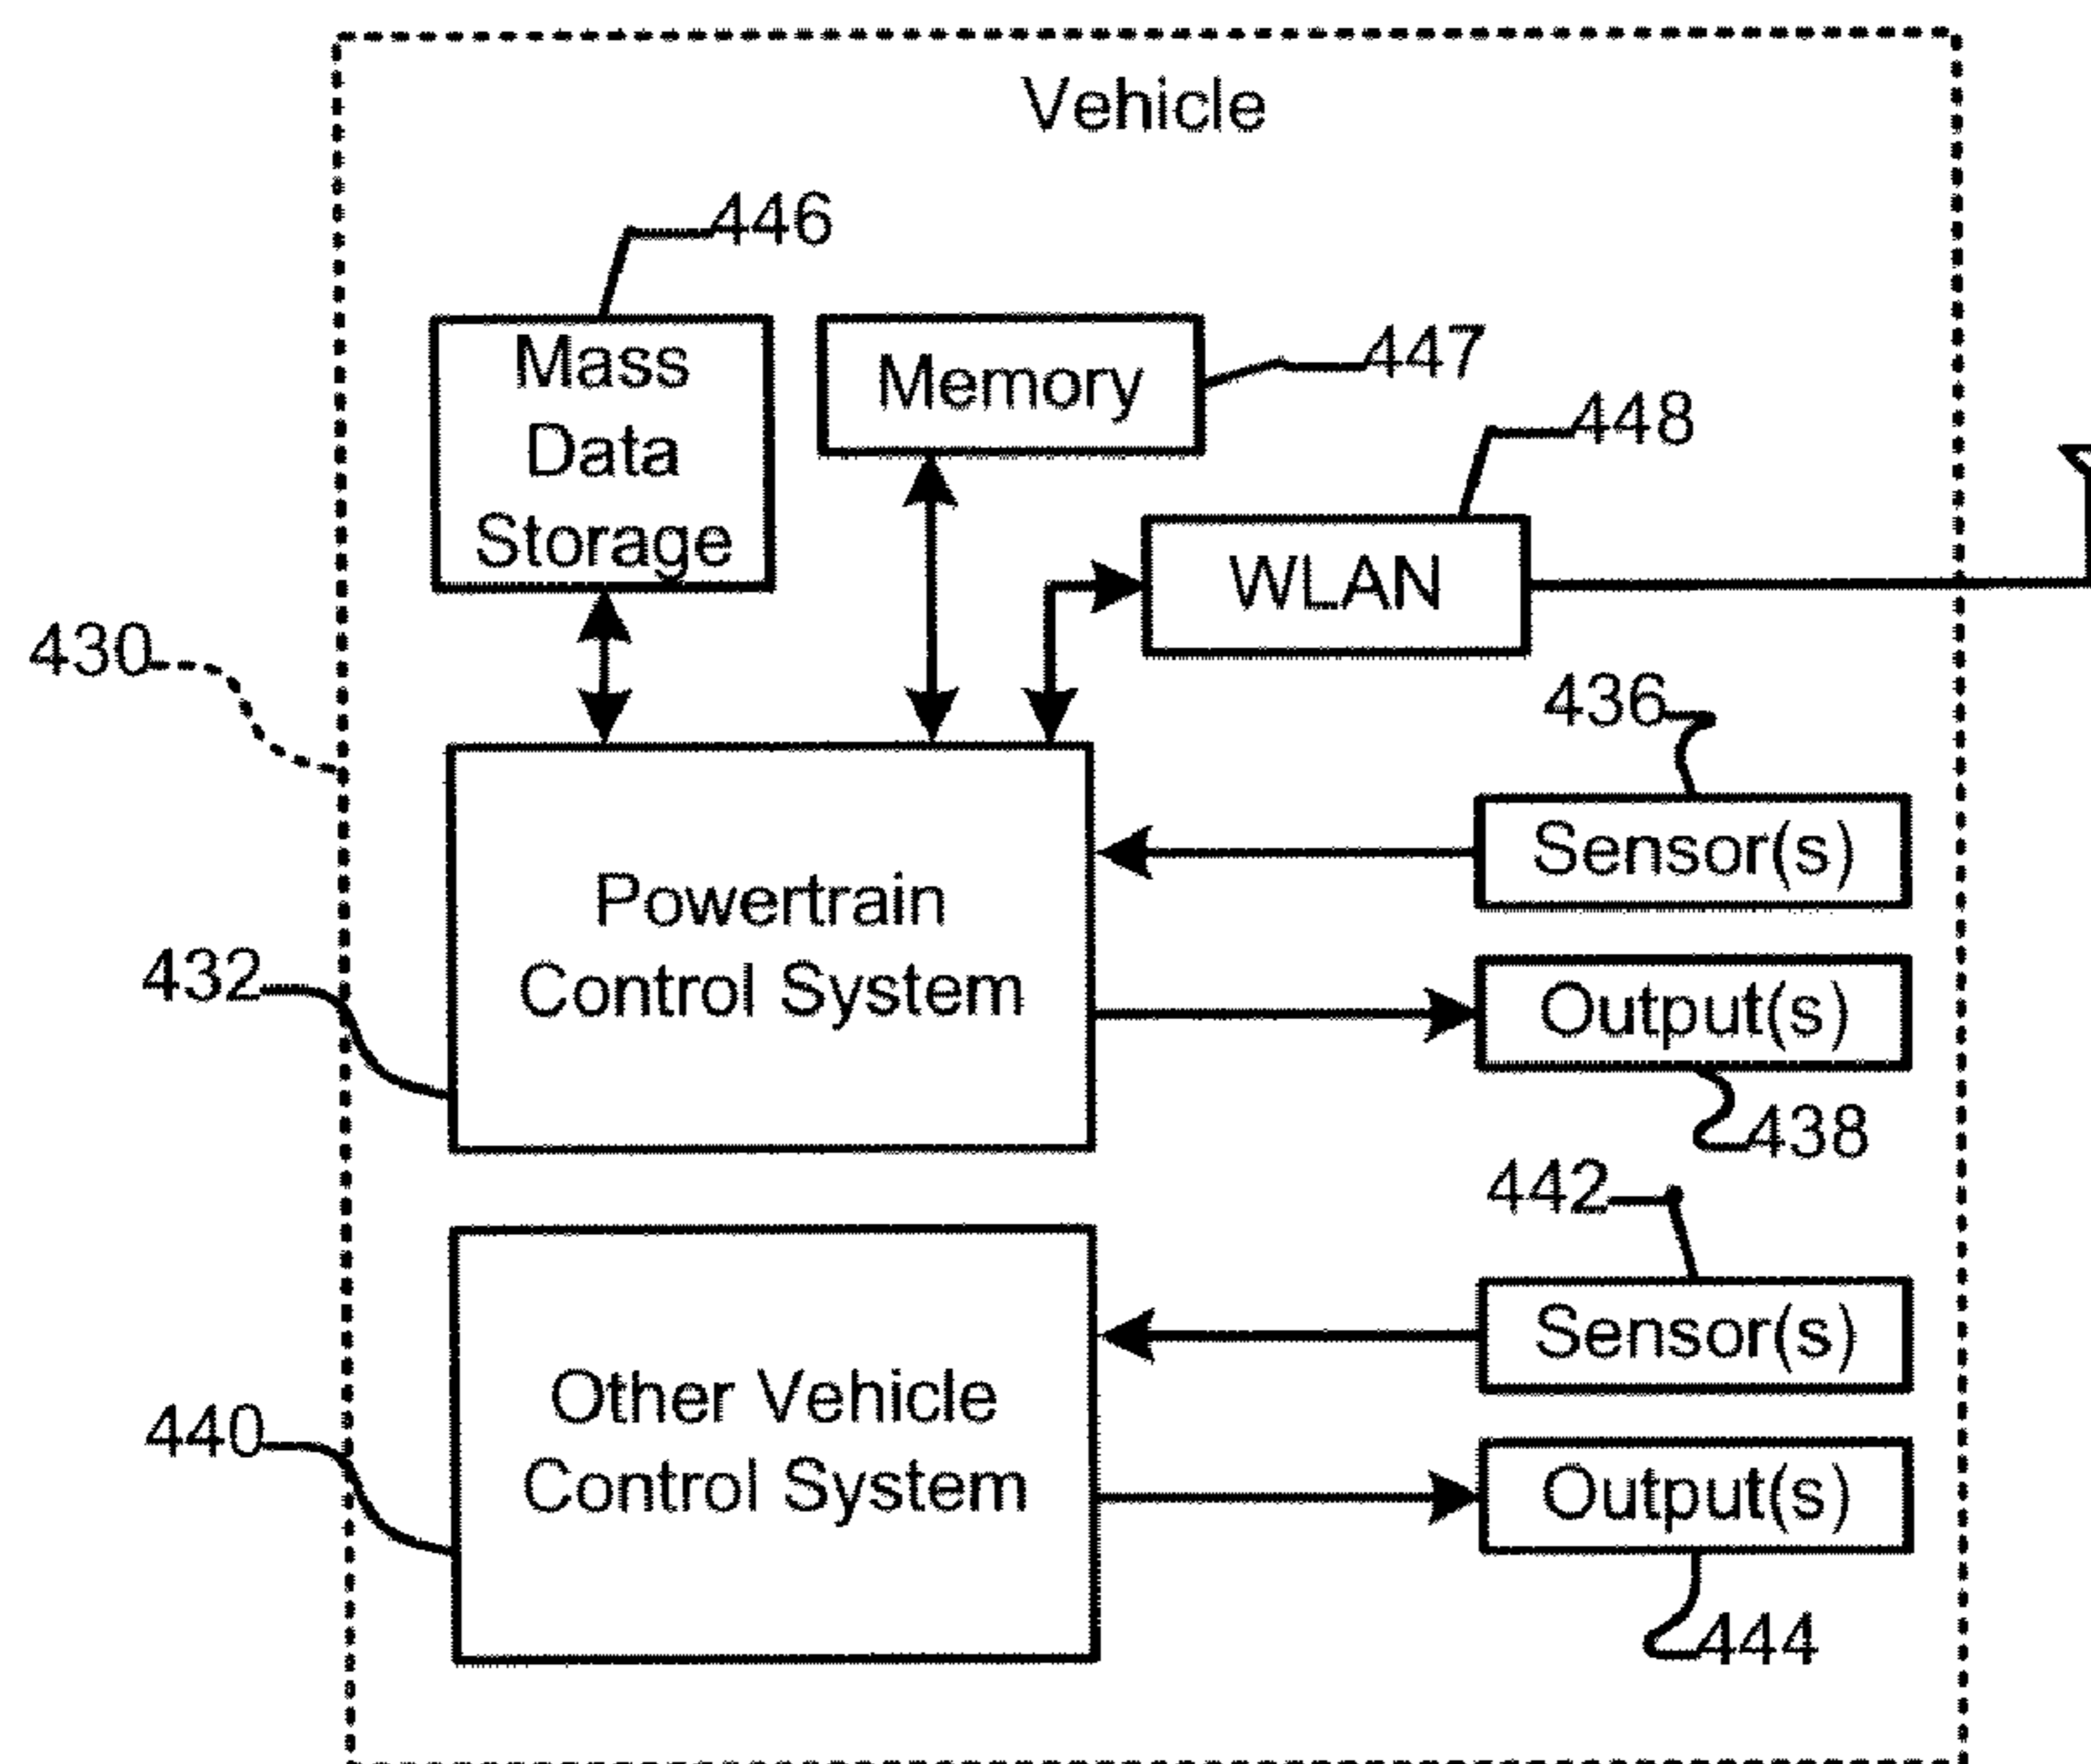 Vehicle
446
Mass
Data
Storage
Memory
447
448
WLAN
430
436
Sensor(s)
Powertrain
Control System
432
Output(s)
438
442
Sensor(s)
Other Vehicle
Control System
440
Output(s)
444